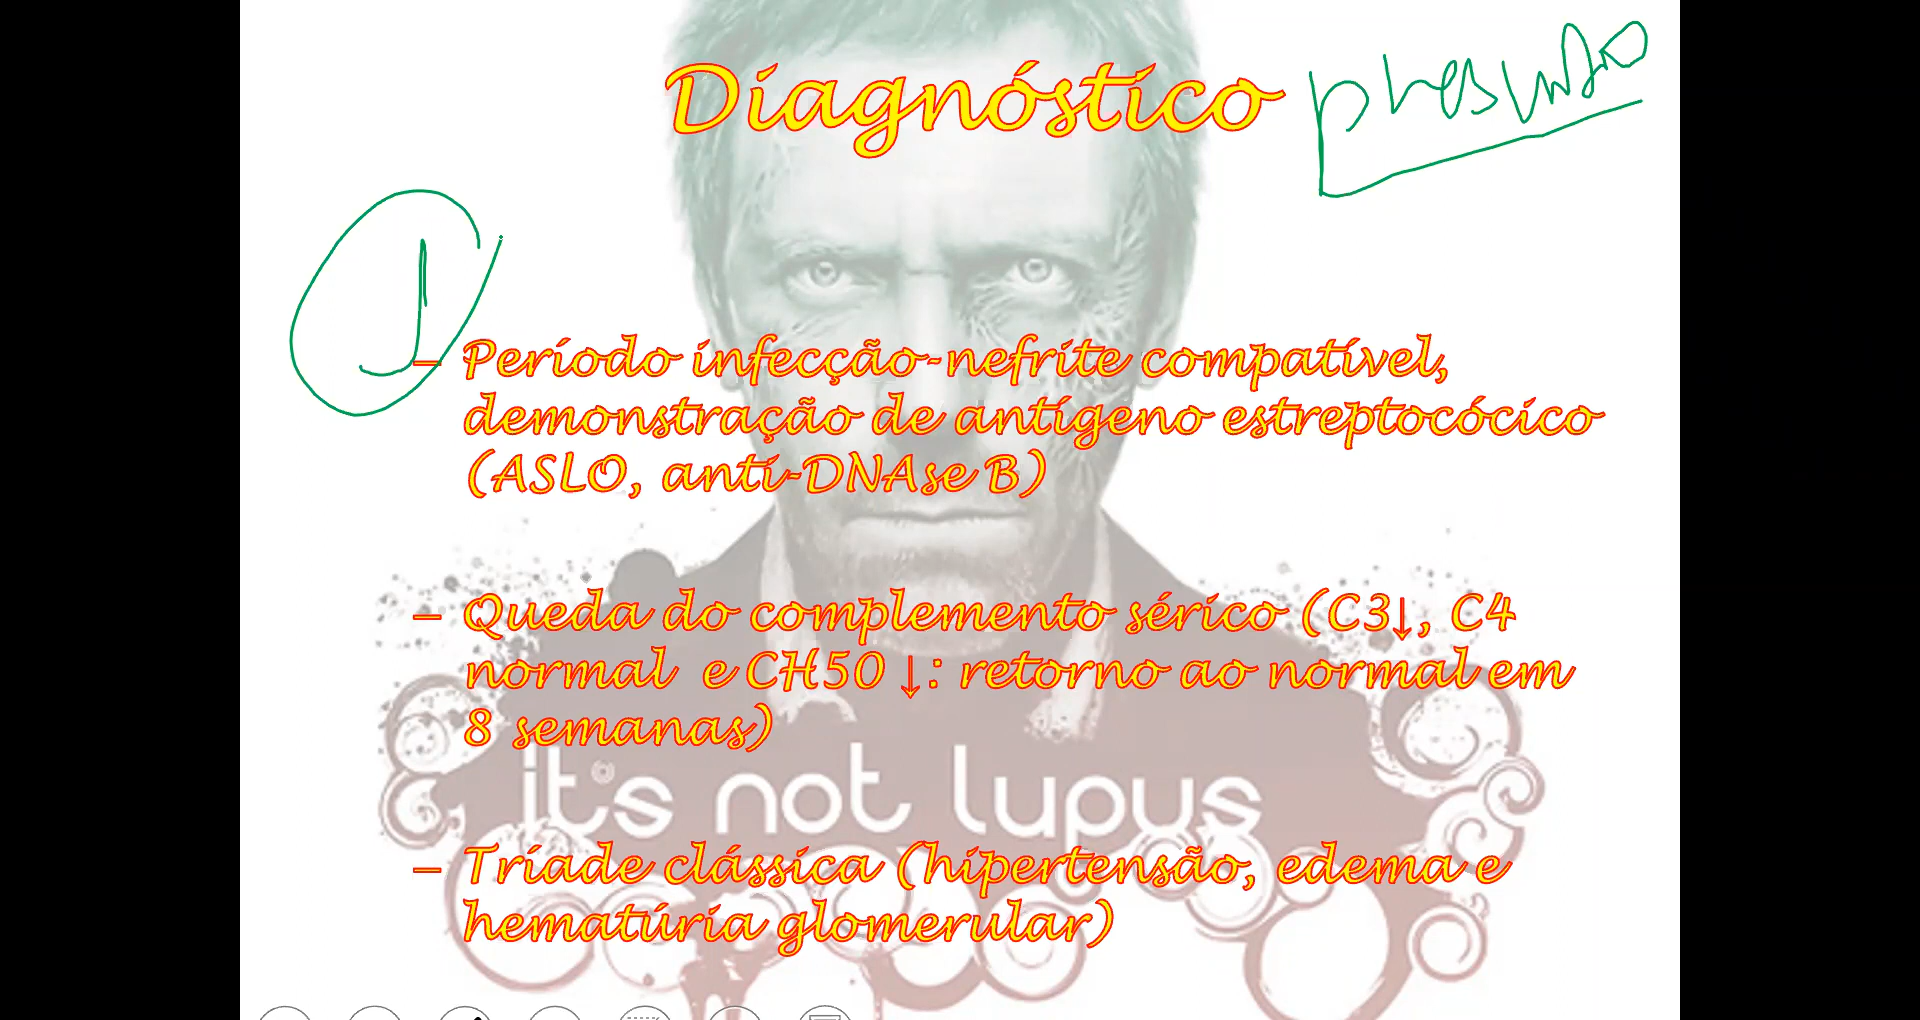 Diagnóstico
presunção
1
– Período infecção-nefrite compatível,
demonstração de antígeno estreptocócico
(ASLO, anti-DNAse B)
– Queda do complemento sérico (C3↓, C4
normal e CH50 ↓: retorno ao normal em
8 semanas)
it's not lupus
– Tríade clássica (hipertensão, edema e
hematúria glomerular)